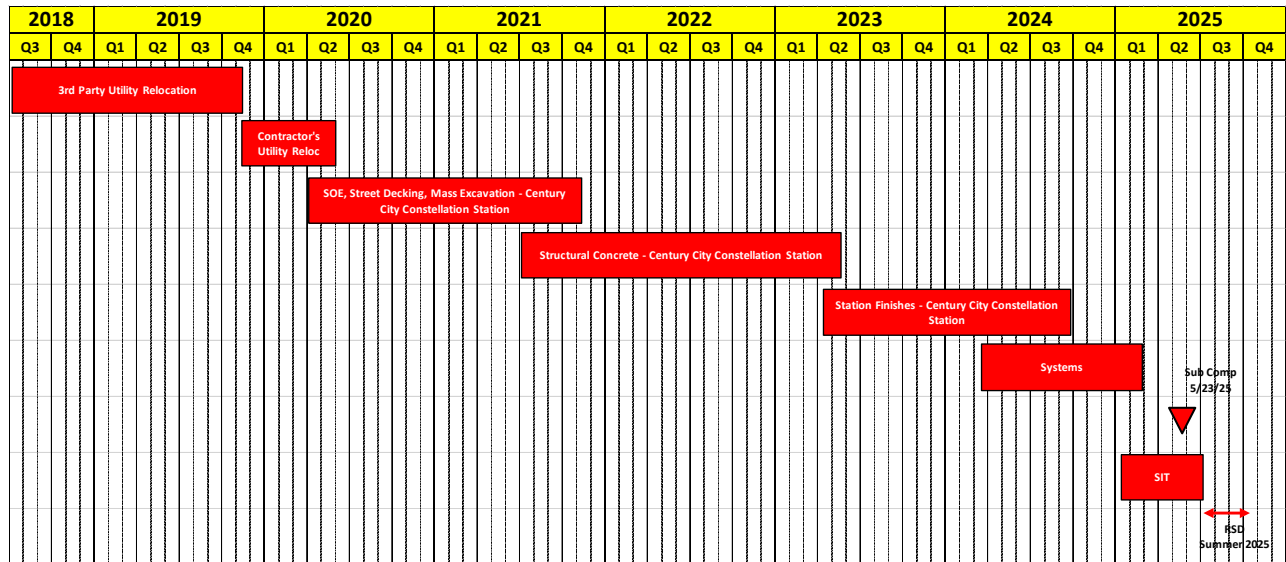 2018 2019 2020 2021 2022 2023 2024 2025
Q3 Q4 Q1 Q2 Q3 Q4 Q1 Q2 Q3 Q4 Q1 Q2 Q3 Q4 Q1 Q2 Q3 Q4 Q1 Q2 Q3 Q4 Q1 Q2 Q3 Q4 Q1 Q2 Q3 Q4
3rd Party Utility Relocation
Contractor's
Utility Reloc
SOE, Street Decking, Mass Excavation - Century
City Constellation Station
Structural Concrete - Century City Constellation Station
Station Finishes - Century City Constellation
Station
Systems
Sub Comp
5/23/25
SIT
RSD
Summer 2025